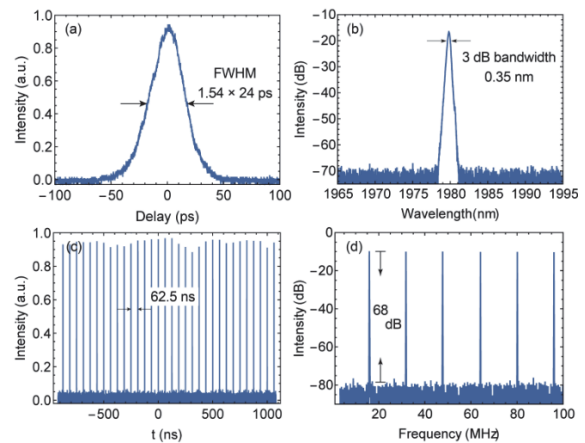 (a)
FWHM
1.54 × 24 ps
Intensity (a.u.)
1.0
0.8
0.6
0.4
0.2
0.0
−100
−50
0
50
100
Delay (ps)
(b)
3 dB bandwidth
0.35 nm
Intensity (dB)
−10
−20
−30
−40
−50
−60
−70
1965
1970
1975
1980
1985
1990
1995
Wavelength(nm)
(c)
62.5 ns
Intensity (a.u.)
1.0
0.8
0.6
0.4
0.2
0.0
−500
0
500
1000
t (ns)
(d)
68
dB
Intensity (dB)
0
−20
−40
−60
−80
20
40
60
80
100
Frequency (MHz)